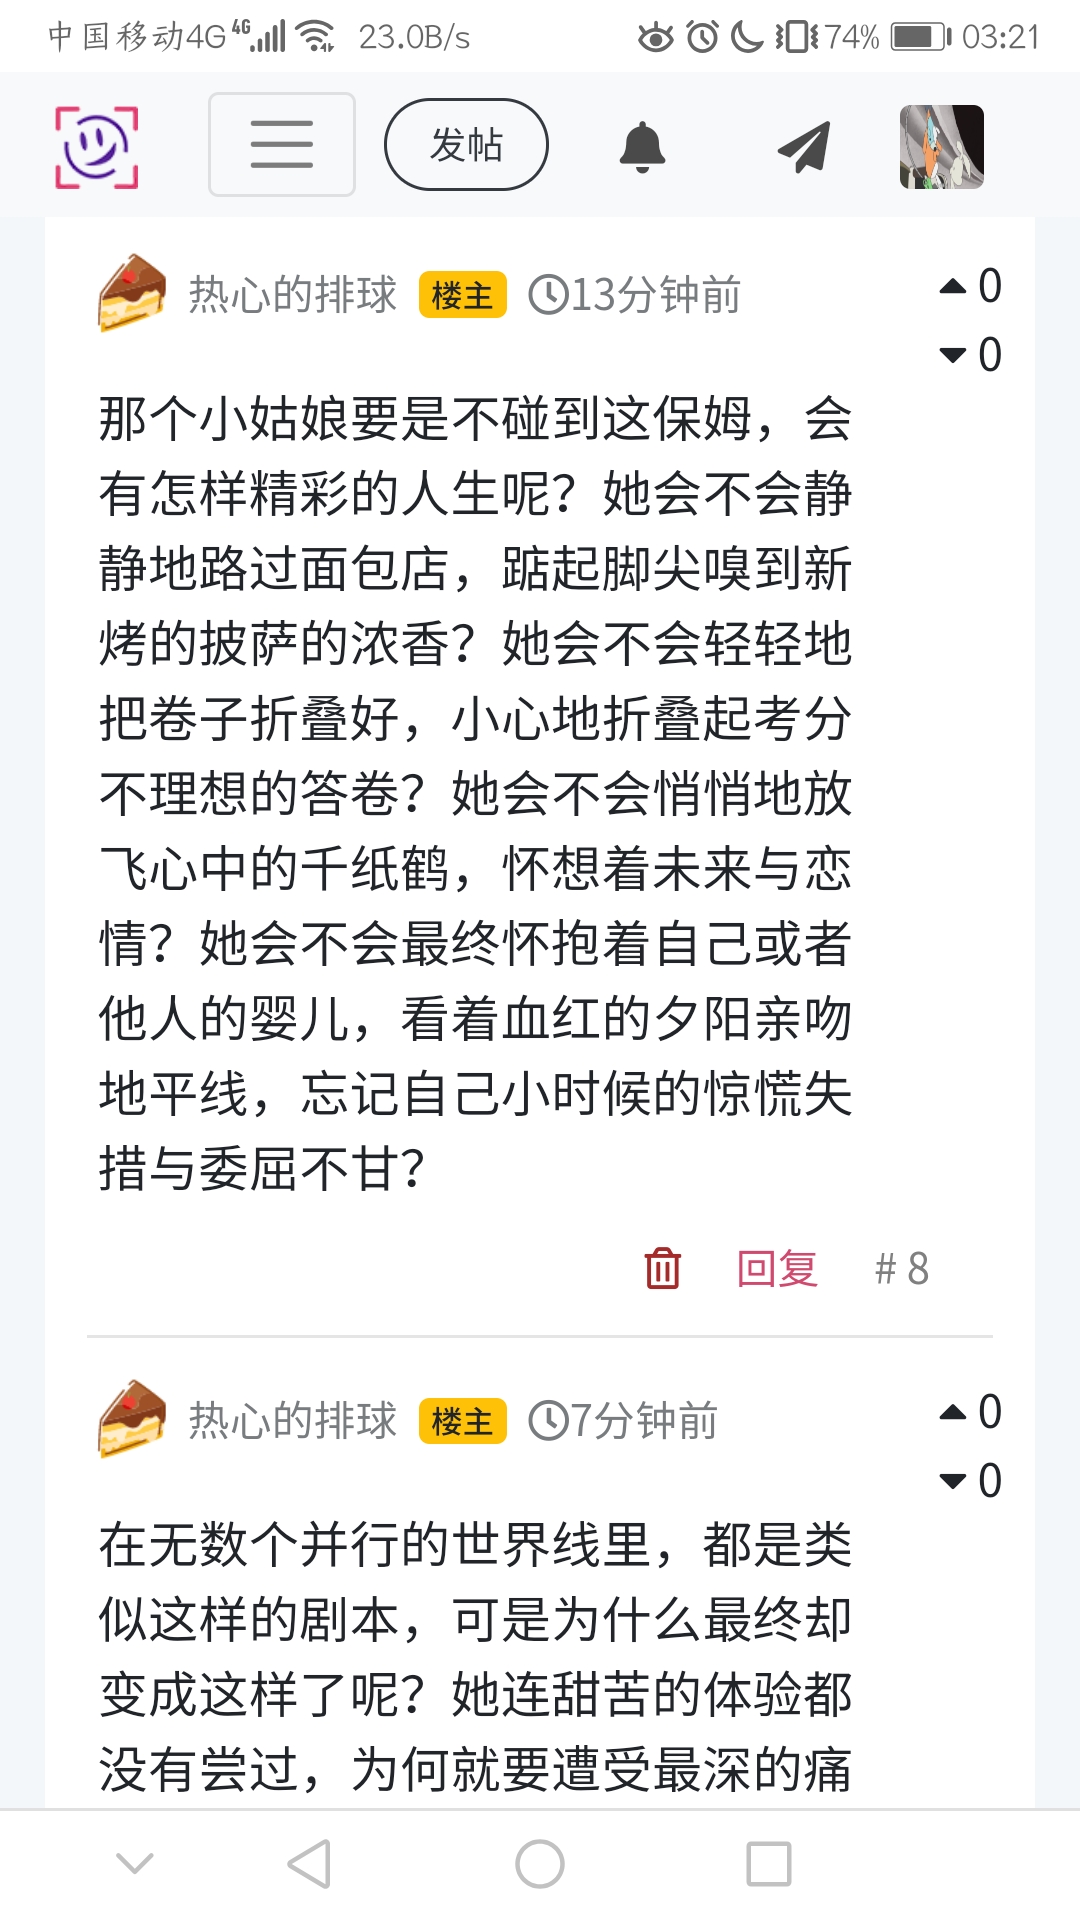 中国移动4G 4G 23.0B/s 74% 03:21
发帖
热心的排球 楼主 13分钟前
0
0
那个小姑娘要是不碰到这保姆，会
有怎样精彩的人生呢？她会不会静
静地路过面包店，踮起脚尖嗅到新
烤的披萨的浓香？她会不会轻轻地
把卷子折叠好，小心地折叠起考分
不理想的答卷？她会不会悄悄地放
飞心中的千纸鹤，怀想着未来与恋
情？她会不会最终怀抱着自己或者
他人的婴儿，看着血红的夕阳亲吻
地平线，忘记自己小时候的惊慌失
措与委屈不甘？
回复 # 8
热心的排球 楼主 7分钟前
0
0
在无数个并行的世界线里，都是类
似这样的剧本，可是为什么最终却
变成这样了呢？她连甜苦的体验都
没有尝过，为何就要遭受最深的痛